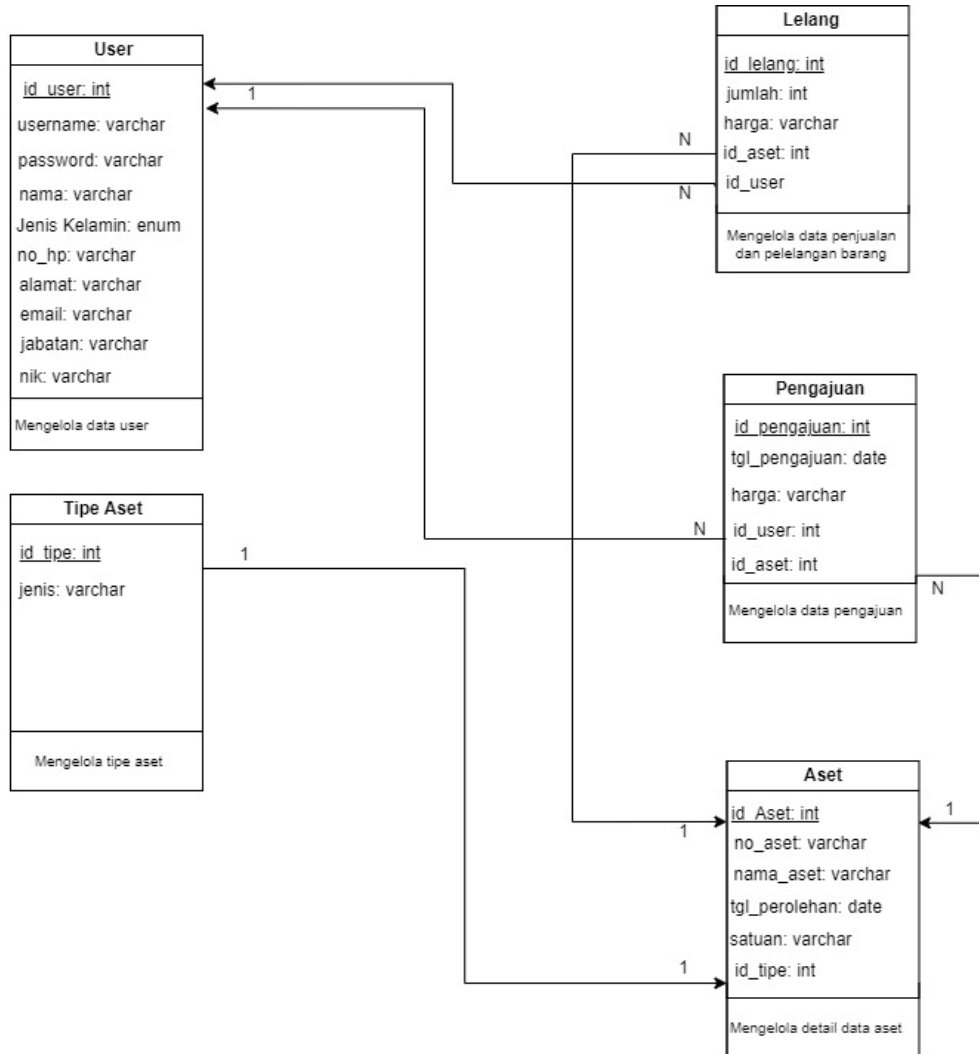 User
id_user: int
username: varchar
password: varchar
nama: varchar
Jenis Kelamin: enum
no_hp: varchar
alamat: varchar
email: varchar
jabatan: varchar
nik: varchar
Mengelola data user
1
Lelang
id_lelang: int
jumlah: int
harga: varchar
id_aset: int
id_user
Mengelola data penjualan
dan pelelangan barang
N
N
Pengajuan
id_pengajuan: int
tgl_pengajuan: date
harga: varchar
id_user: int
id_aset: int
Mengelola data pengajuan
N
N
Tipe Aset
id_tipe: int
jenis: varchar
Mengelola tipe aset
1
Aset
id_Aset: int
no_aset: varchar
nama_aset: varchar
tgl_perolehan: date
satuan: varchar
id_tipe: int
Mengelola detail data aset
1
1
1